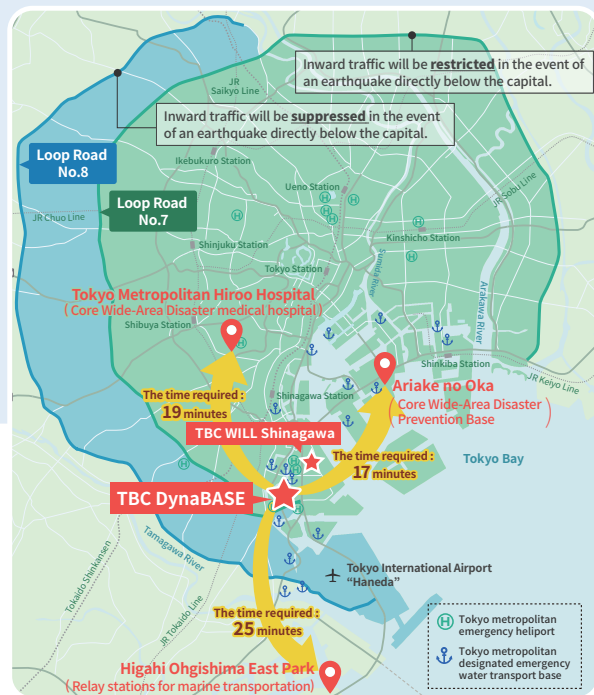 Inward traffic will be restricted in the event of
an earthquake directly below the capital.
JR
Saikyo Line
Inward traffic will be suppressed in the event
of an earthquake directly below the capital.
Loop Road
No.8
Ikebukuro Station
Ueno Station
JR Sobu Line
Loop Road
No.7
JR Chuo Line
Kinshicho Station
Shinjuku Station
Sumida River
Tokyo Station
Arakawa River
Tokyo Metropolitan Hiroo Hospital
(Core Wide-Area Disaster medical hospital)
Shibuya Station
Shinkiba Station
JR Keiyo Line
Ariake no Oka
(Core Wide-Area Disaster
Prevention Base)
The time required :
19 minutes
Shinagawa Station
TBC WILL Shinagawa
The time required :
17 minutes
Tokyo Bay
TBC DynaBASE
Tamagawa River
Tokaido Shinkansen
JR Tokaido Line
Tokyo International Airport
“Haneda”
The time required :
25 minutes
H Tokyo metropolitan
emergency heliport
Tokyo metropolitan
designated emergency
water transport base
Higahi Ohgishima East Park
(Relay stations for marine transportation)